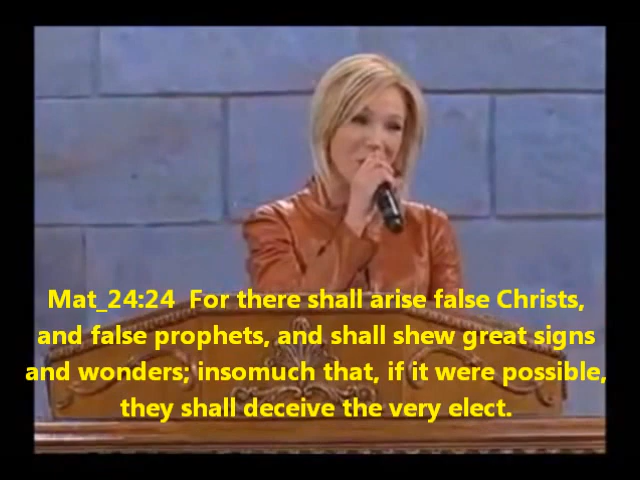 Mat_24:24 For there shall arise false Christs,
and false prophets, and shall shew great signs
and wonders; insomuch that, if it were possible,
they shall deceive the very elect.